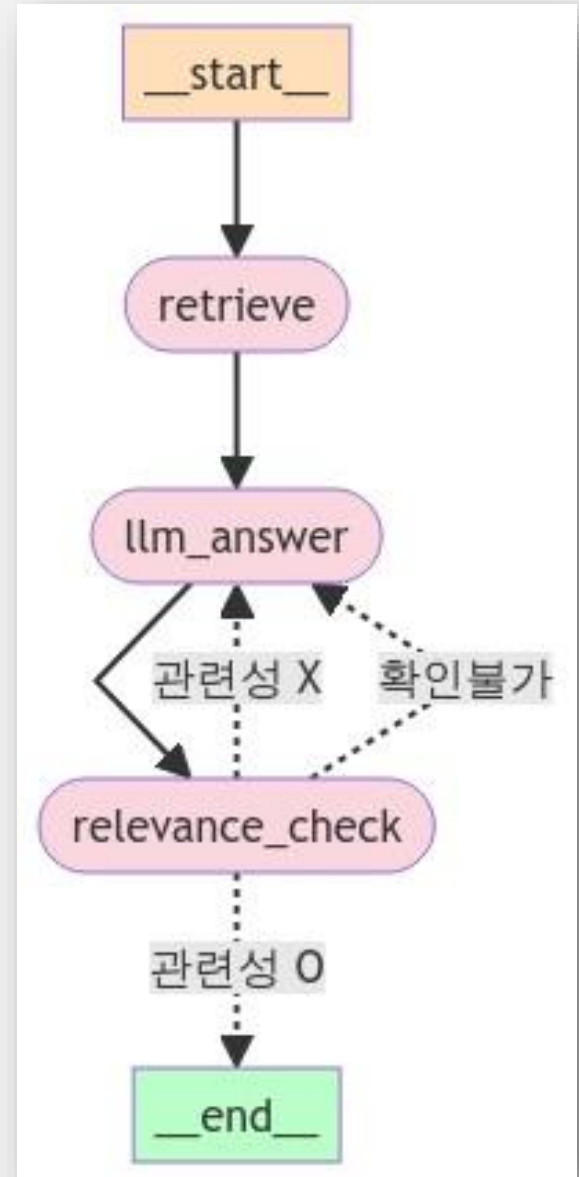 __start__
retrieve
llm_answer
관련성 X
확인불가
relevance_check
관련성 O
__end__